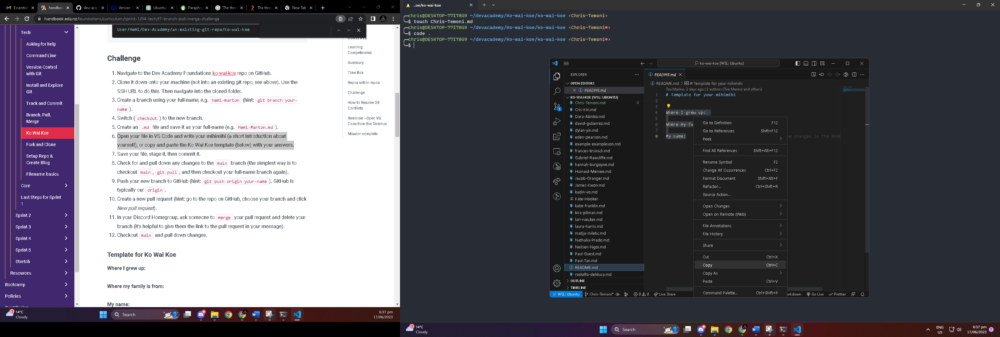 Essential
handboo
dev-acad
Version C
Ubuntu:
Paraphra
The three
The three
New Tab
handbook.eda.nz/foundations/curriculum/sprint-1/04-tech/t7-branch-pull-merge-challenge
Tech
Asking for help
Command Line
Version Control
with Git
Install and Explore
Git
Track and Commit
Branch, Pull,
Merge
Ko Wai Koe
Fork and Clone
Setup Repo &
Create Blog
Filename basics
Core
Last Steps for Sprint
1
Sprint 2
Sprint 3
Sprint 4
Sprint 5
Stretch
Resources
Bootcamp
Policies
User/Hemi/Dev-Academy/an-existing-git-repo/ko-wai-koe
Challenge
1. Navigate to the Dev Academy Foundations ko-wai-koe repo on GitHub.
2. Clone it down onto your machine (not into an existing git repo, see above). Use the
SSH URL to do this. Then navigate into the cloned folder.
3. Create a branch using your full-name, e.g. hemi-marton (hint: git branch your-
name ).
4. Switch ( checkout ) to the new branch.
5. Create an .md file and save it as your full-name (e.g. Hemi-Marton.md ).
6. Open your file in VS Code and write your mihimihi (a short introduction about
yourself), or copy and paste the Ko Wai Koe template (below) with your answers.
7. Save your file, stage it, then commit it.
8. Check for and pull down any changes to the main branch (the simplest way is to
checkout main , git pull , and then checkout your full-name branch again).
9. Push your new branch to GitHub (hint: git push origin your-name ). GitHub is
typically our origin .
10. Create a new pull request (hint: go to the repo on GitHub, choose your branch and click
New pull request).
11. In your Discord Homegroup, ask someone to merge your pull request and delete your
branch (it's helpful to give them the link to the pull request in your message).
12. Checkout main and pull down changes.
Template for Ko Wai Koe
Where I grew up:
Where my family is from:
My name:
CONTENTS
Learning
Competencies
Summary
Time Box
Repos within repos
Challenge
How to Resolve Git
Conflicts
Reminder - Open VS
Code from the Terminal
Mission complete
1
14°C
Cloudy
Search
6:37 pm
17/06/2023
..oe/ko-wai-koe
chris@DESKTOP-77I78G9 ~/devacademy/Ko-wai-koe/ko-wai-koe ‹Chris-Temoni›
$ touch Chris-Temoni.md
chris@DESKTOP-77I78G9 ~/devacademy/Ko-wai-koe/ko-wai-koe ‹Chris-Temoni●›
$ code .
chris@DESKTOP-77I78G9 ~/devacademy/Ko-wai-koe/ko-wai-koe ‹Chris-Temoni●›
$
ko-wai-koe [WSL: Ubuntu]
EXPLORER
OPEN EDITORS
README.md
KO-WAI-KOE [WSL: UBUNTU]
Chris-Temoni.md U
Cris-Kiri.md
Dara-Akinbo.md
david-gutierrez.md
dylan-yin.md
eden-pearson.md
example-exampleson.md
frances-krsinich.md
Gabriel-Rawcliffe.md
hannah-burgoyne.md
Humaid-Memee.md
Jacob-Granger.md
James-Kwon.md
kadin-vo.md
Kate-Hooker
katie-franklin.md
kira-pitman.md
lari-ruecker.md
laura-harris.md
matija-miletic.md
Nathalia-Prado.md
Neilsen-Ngoi.md
Paul-Guest.md
Paul-Tan.md
README.md
rodolfo-delduca.md
OUTLINE
TIMELINE
1
README.md
README.md > # Template for your mihimihi
Toa Marino, 2 days ago | 2 authors (Toa Marino and others)
1 # Template for your mihimihi
2
3
4 Where I grew up:
5
6 Where my fa
7
8 My name: he changes in the READ
Go to Definition F12
Go to References Shift+F12
Peek
Find All References Shift+Alt+F12
Rename Symbol F2
Change All Occurrences Ctrl+F2
Format Document Shift+Alt+F
Refactor... Ctrl+Shift+R
Source Action...
Open Changes
Open on Remote (Web)
File Annotations
File History
Share
Cut Ctrl+X
Copy Ctrl+C
Copy As
Paste Ctrl+V
Command Palette... Ctrl+Shift+P
WSL: Ubuntu
Chris-Temoni*
0 0
Live Share
arkdown
Go Live
Prettier
1
14°C
Cloudy
Search
ENG
US
6:37 pm
17/06/2023
7